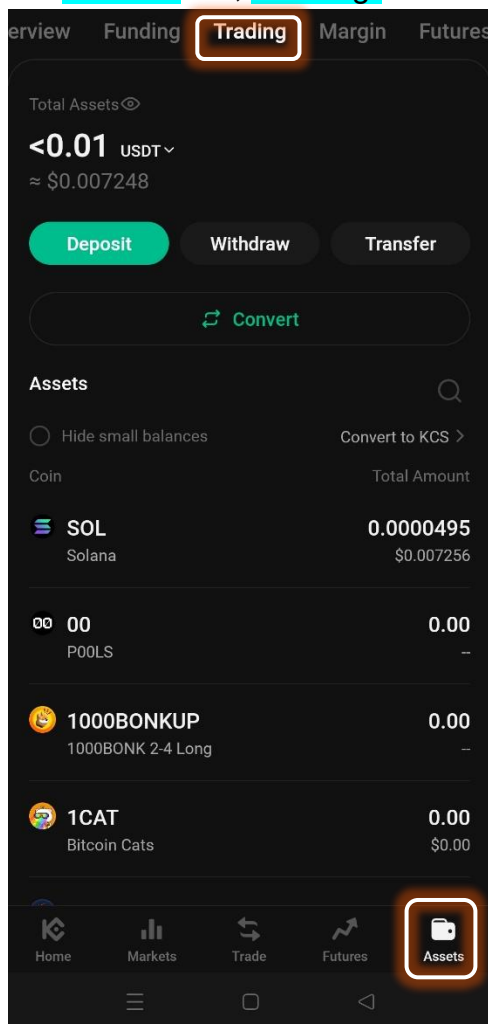 erview Funding Trading Margin Futures
Total Assets
<0.01 USDT
≈ $0.007248
Deposit Withdraw Transfer
Convert
Assets
Hide small balances Convert to KCS >
Coin Total Amount
SOL 0.0000495
Solana $0.007256
00 00 0.00
P00LS --
1000BONKUP 0.00
1000BONK 2-4 Long --
1CAT 0.00
Bitcoin Cats $0.00
Home Markets Trade Futures Assets